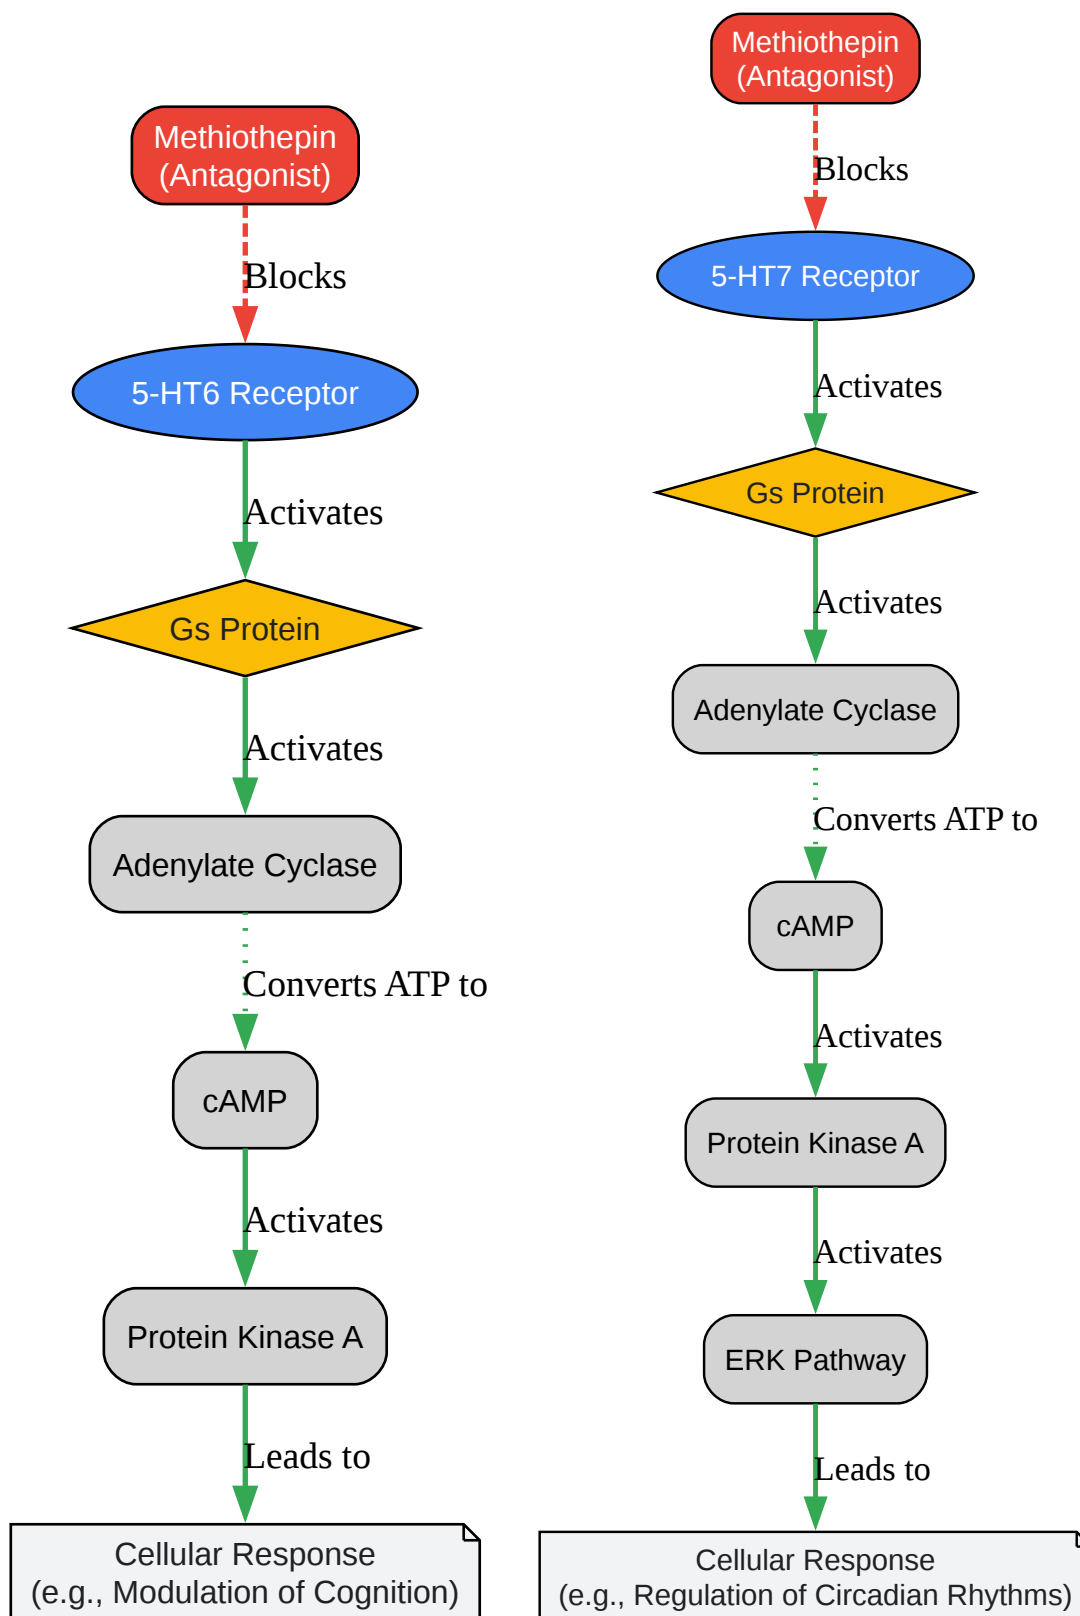 Methiothepin
(Antagonist)
Blocks
5-HT6 Receptor
Activates
Gs Protein
Activates
Adenylate Cyclase
Converts ATP to
cAMP
Activates
Protein Kinase A
Leads to
Cellular Response
(e.g., Modulation of Cognition)
Methiothepin
(Antagonist)
Blocks
5-HT7 Receptor
Activates
Gs Protein
Activates
Adenylate Cyclase
Converts ATP to
cAMP
Activates
Protein Kinase A
Activates
ERK Pathway
Leads to
Cellular Response
(e.g., Regulation of Circadian Rhythms)